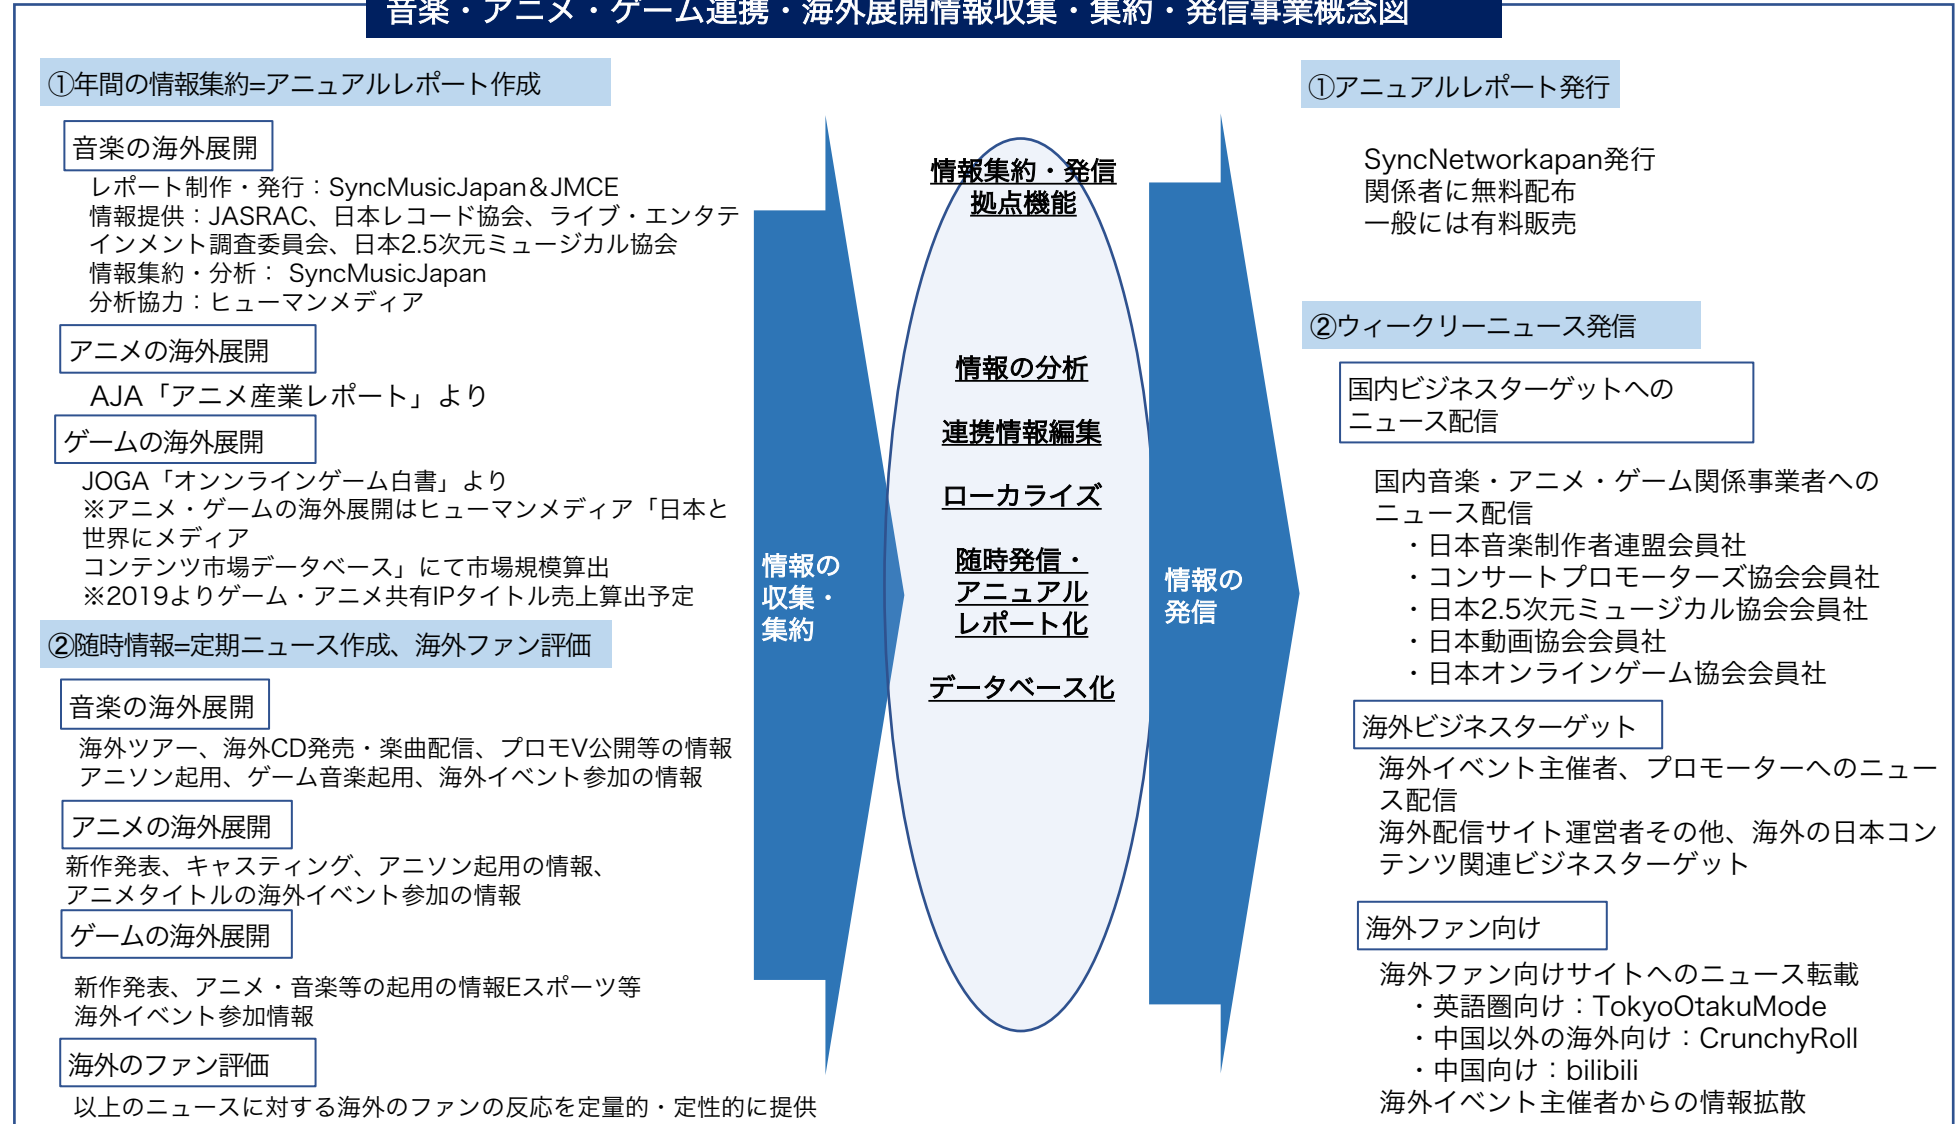 音楽・アニメ・ゲーム連携・海外展開情報収集・集約・発信事業概念図
①年間の情報集約=アニュアルレポート作成
音楽の海外展開
レポート制作・発行：SyncMusicJapan＆JMCE
情報提供：JASRAC、日本レコード協会、ライブ・エンタテ
インメント調査委員会、日本2.5次元ミュージカル協会
情報集約・分析： SyncMusicJapan
分析協力：ヒューマンメディア
アニメの海外展開
AJA「アニメ産業レポート」より
ゲームの海外展開
JOGA「オンンラインゲーム白書」より
※アニメ・ゲームの海外展開はヒューマンメディア「日本と
世界にメディア
コンテンツ市場データベース」にて市場規模算出
※2019よりゲーム・アニメ共有IPタイトル売上算出予定
②随時情報=定期ニュース作成、海外ファン評価
音楽の海外展開
海外ツアー、海外CD発売・楽曲配信、プロモV公開等の情報
アニソン起用、ゲーム音楽起用、海外イベント参加の情報
アニメの海外展開
新作発表、キャスティング、アニソン起用の情報、
アニメタイトルの海外イベント参加の情報
ゲームの海外展開
新作発表、アニメ・音楽等の起用の情報Eスポーツ等
海外イベント参加情報
海外のファン評価
以上のニュースに対する海外のファンの反応を定量的・定性的に提供
情報の
収集・
集約
情報集約・発信
拠点機能
情報の分析
連携情報編集
ローカライズ
随時発信・
アニュアル
レポート化
データベース化
情報の
発信
①アニュアルレポート発行
SyncNetworkapan発行
関係者に無料配布
一般には有料販売
②ウィークリーニュース発信
国内ビジネスターゲットへの
ニュース配信
国内音楽・アニメ・ゲーム関係事業者への
ニュース配信
・日本音楽制作者連盟会員社
・コンサートプロモーターズ協会会員社
・日本2.5次元ミュージカル協会会員社
・日本動画協会会員社
・日本オンラインゲーム協会会員社
海外ビジネスターゲット
海外イベント主催者、プロモーターへのニュー
ス配信
海外配信サイト運営者その他、海外の日本コン
テンツ関連ビジネスターゲット
海外ファン向け
海外ファン向けサイトへのニュース転載
・英語圏向け：TokyoOtakuMode
・中国以外の海外向け：CrunchyRoll
・中国向け：bilibili
海外イベント主催者からの情報拡散